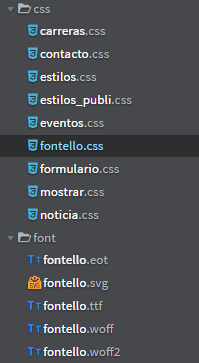 css
carreras.css
contacto.css
estilos.css
estilos_publi.css
eventos.css
fontello.css
formulario.css
mostrar.css
noticia.css
font
fontello.eot
fontello.svg
fontello.ttf
fontello.woff
fontello.woff2